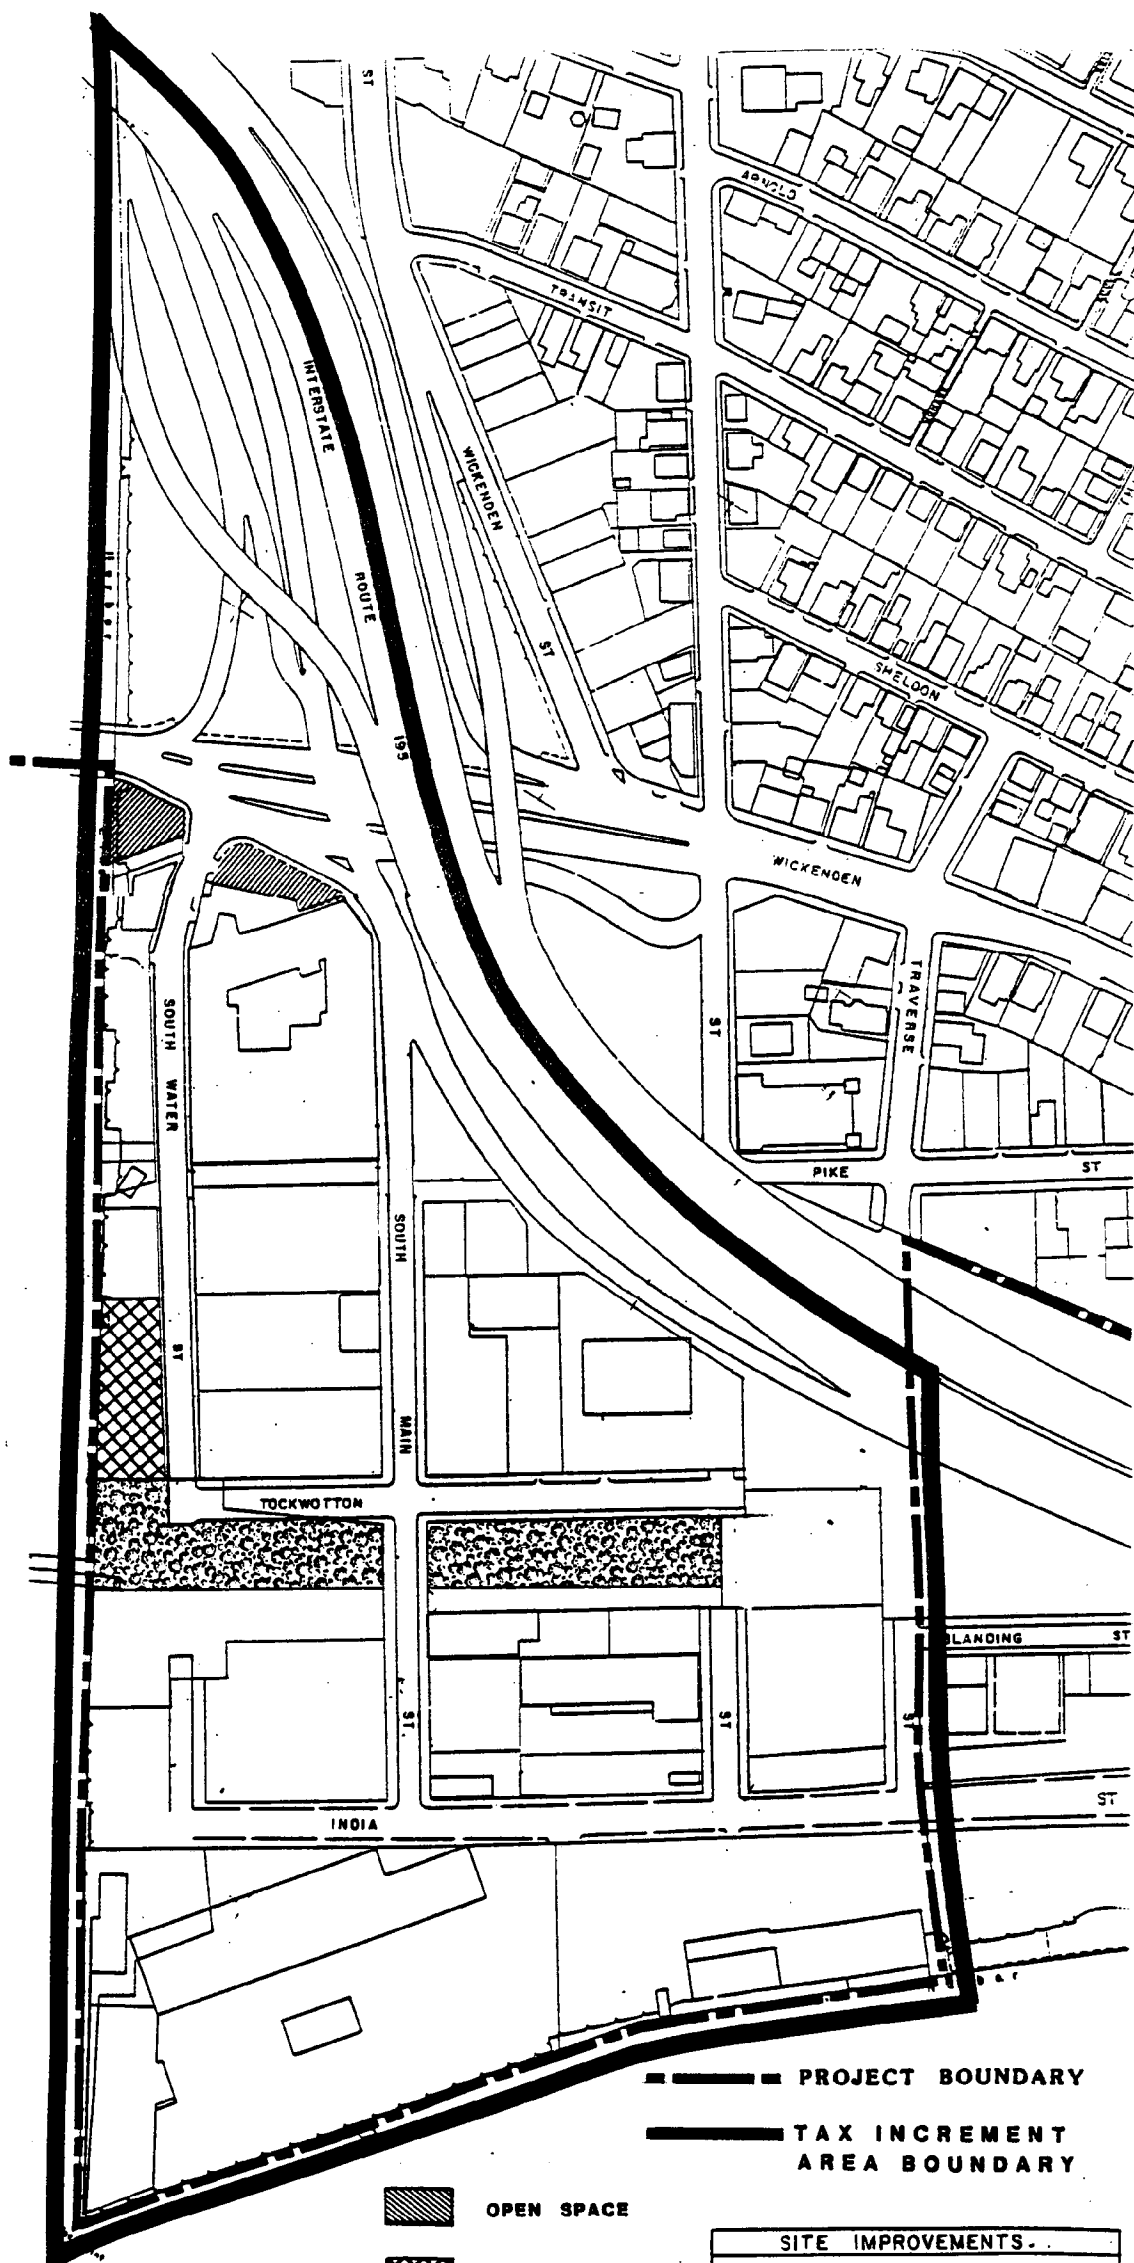 ST
ARNOLD
TRANSIT
INTERSTATE
WICKENDEN
ROUTE
ST
SHELDON
195
WICKENDEN
TRAVERSE
SOUTH
ST
WATER
PIKE
ST
SOUTH
ST
MAIN
TOCKWOTTON
BLANDING
ST
ST.
ST
ST
ST
INDIA
PROJECT BOUNDARY
TAX INCREMENT
AREA BOUNDARY
OPEN SPACE
SITE IMPROVEMENTS.